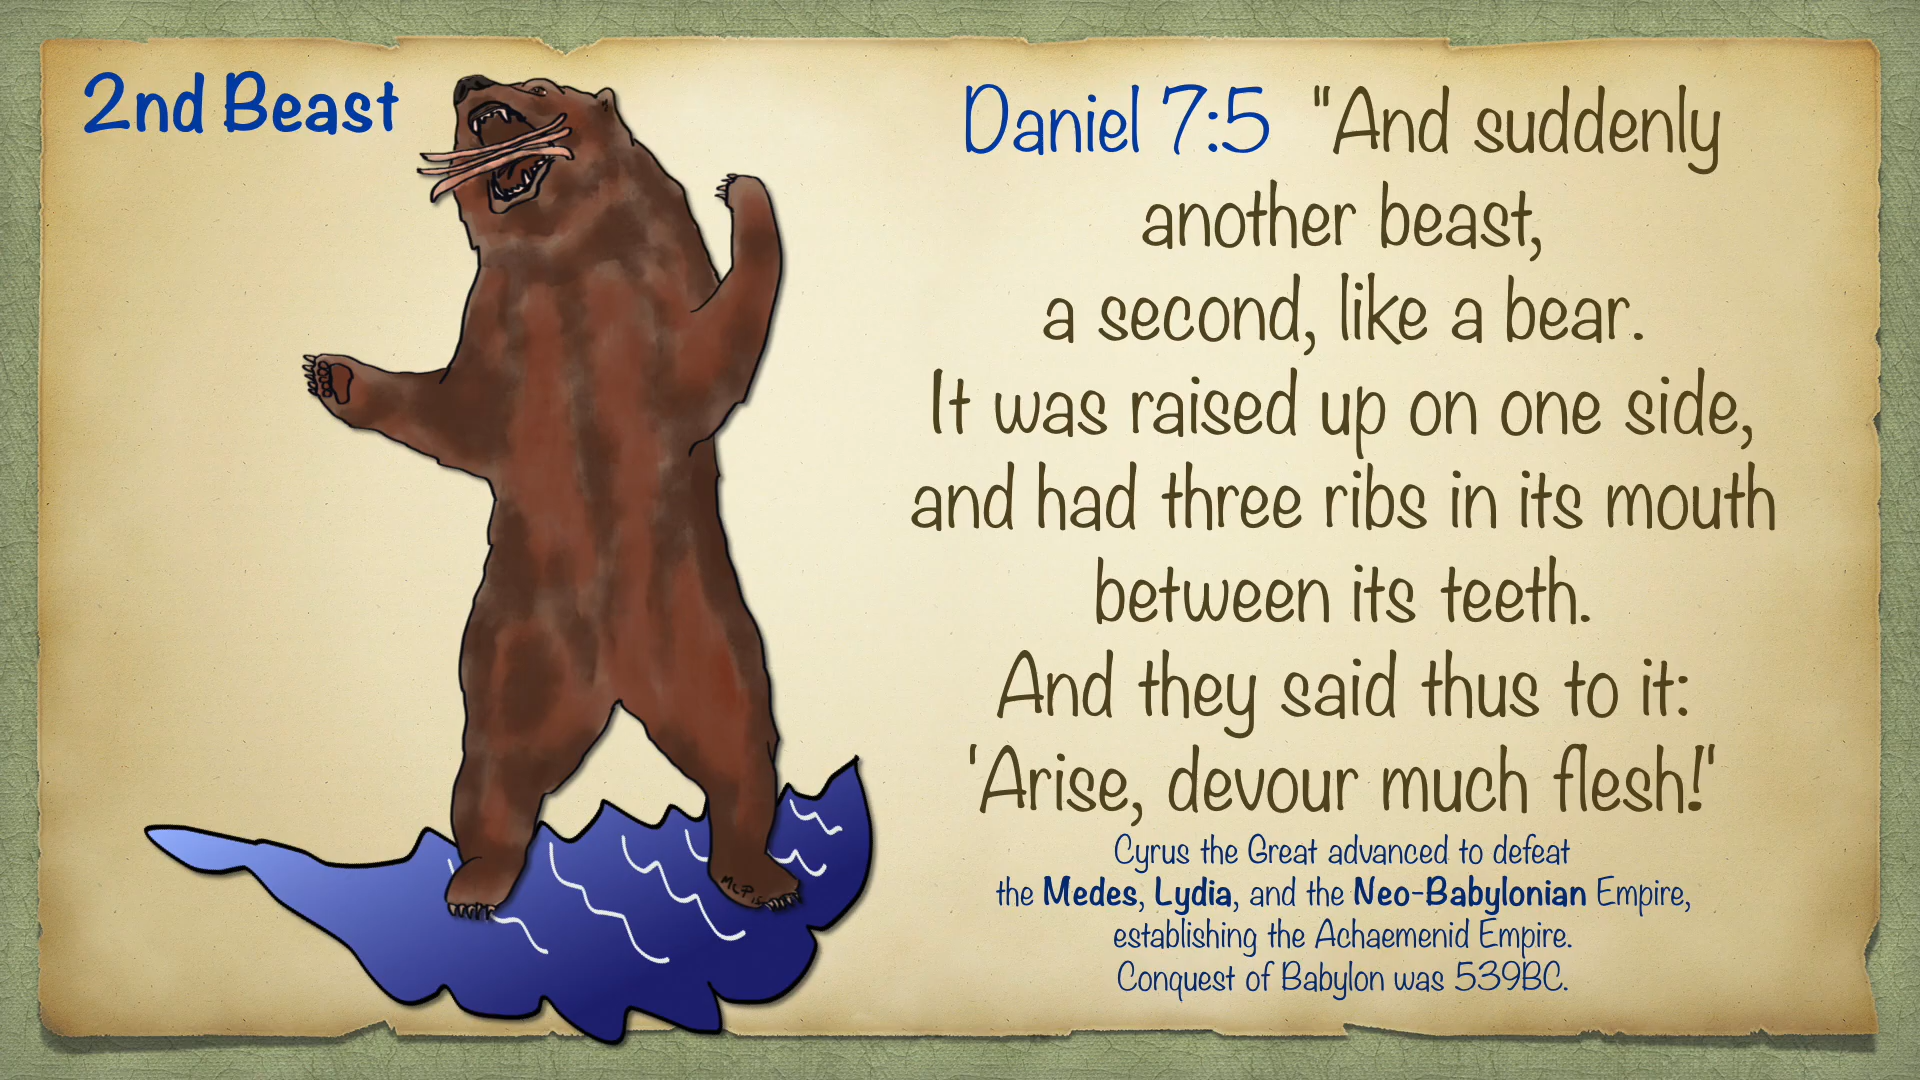 2nd Beast
Daniel 7:5 "And suddenly
another beast,
a second, like a bear.
It was raised up on one side,
and had three ribs in its mouth
between its teeth.
And they said thus to it:
'Arise, devour much flesh!'
Cyrus the Great advanced to defeat
the Medes, Lydia, and the Neo-Babylonian Empire,
establishing the Achaemenid Empire.
Conquest of Babylon was 539BC.
MCP